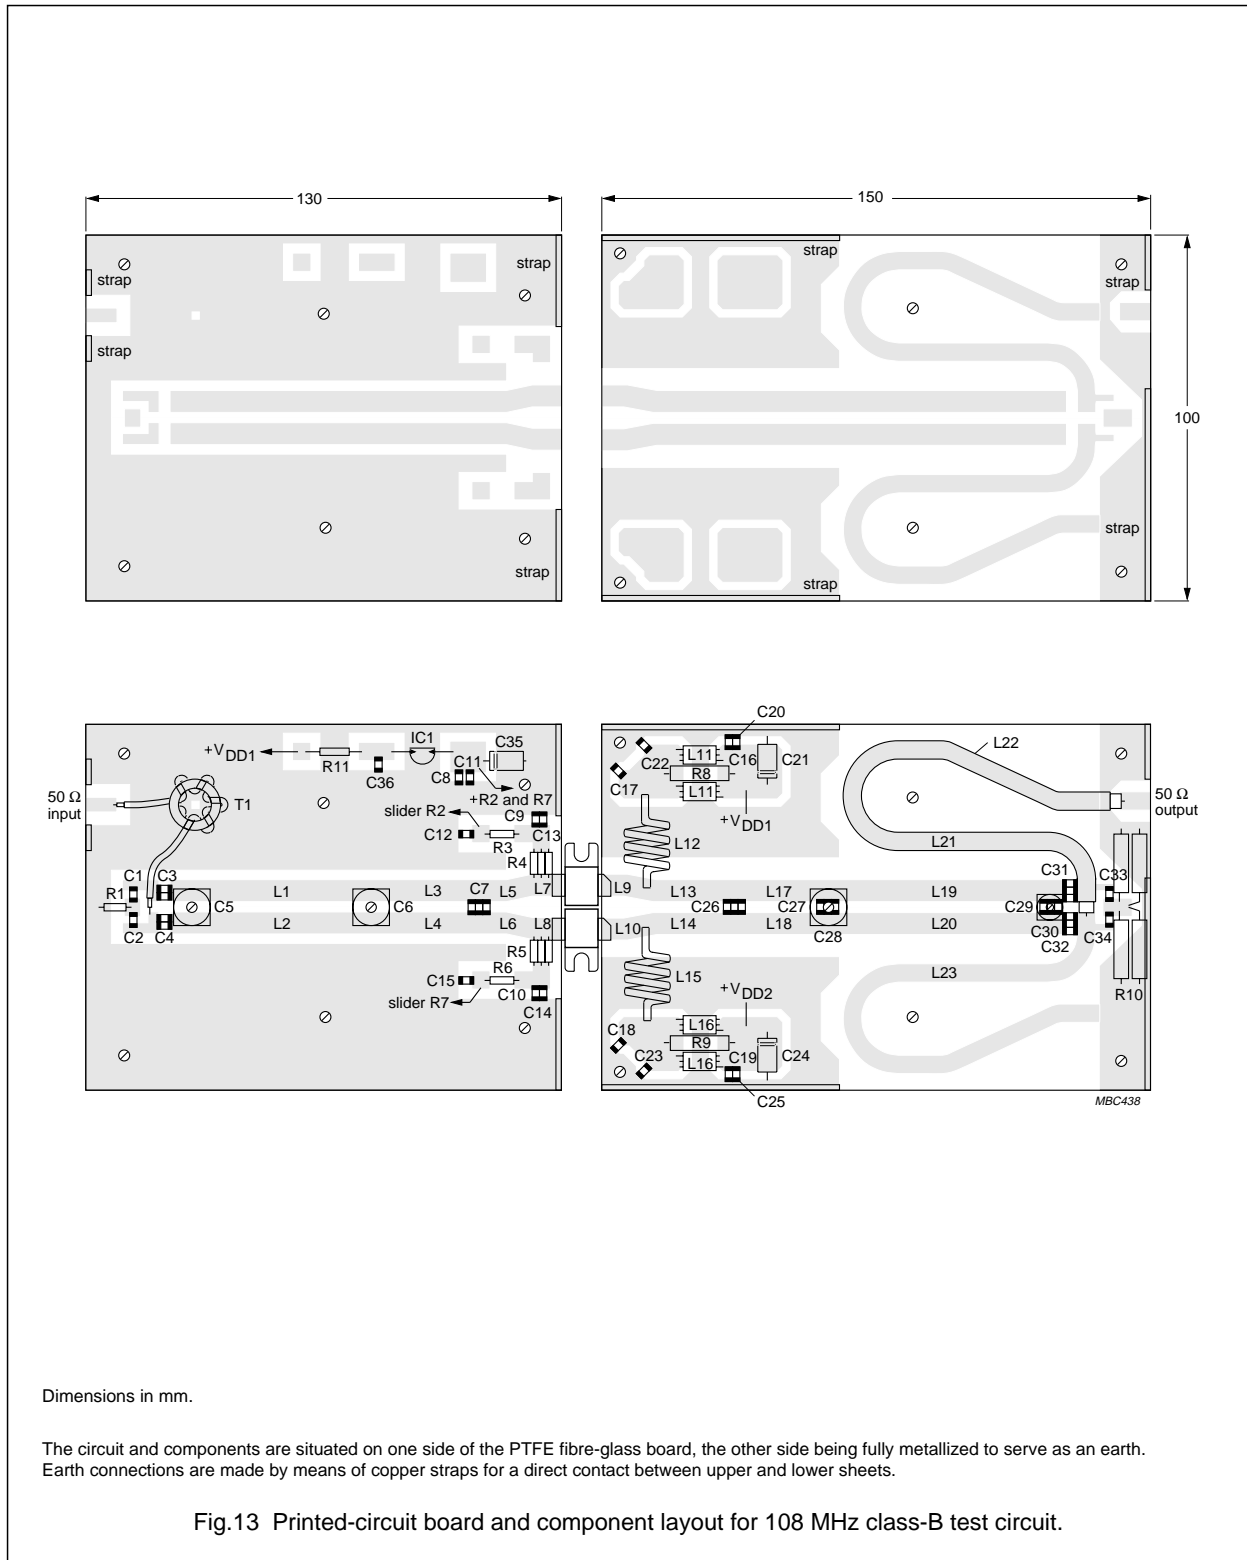 130
150
strap
strap
strap
strap
strap
strap
100
strap
strap
strap
C20
+VDD1
IC1
C35
L22
R11
C36
C8
C11
C22
L11
R8
L11
C16
C21
C17
50 Ω
input
T1
+R2 and R7
slider R2
C9
C12
R3
C13
+VDD1
50 Ω
output
R4
L12
L21
C1
C3
R1
L1
L3
C7
L5
L7
L9
L13
L17
L19
C31
C33
C5
C6
C26
C27
C29
C2
C4
L2
L4
L6
L8
L10
L14
L18
C28
L20
C30
C32
C34
R5
C15
R6
L15
L23
slider R7
C10
C14
+VDD2
R10
C18
C23
L16
R9
L16
C19
C24
C25
MBC438
Dimensions in mm.
The circuit and components are situated on one side of the PTFE fibre-glass board, the other side being fully metallized to serve as an earth.
Earth connections are made by means of copper straps for a direct contact between upper and lower sheets.
Fig.13 Printed-circuit board and component layout for 108 MHz class-B test circuit.